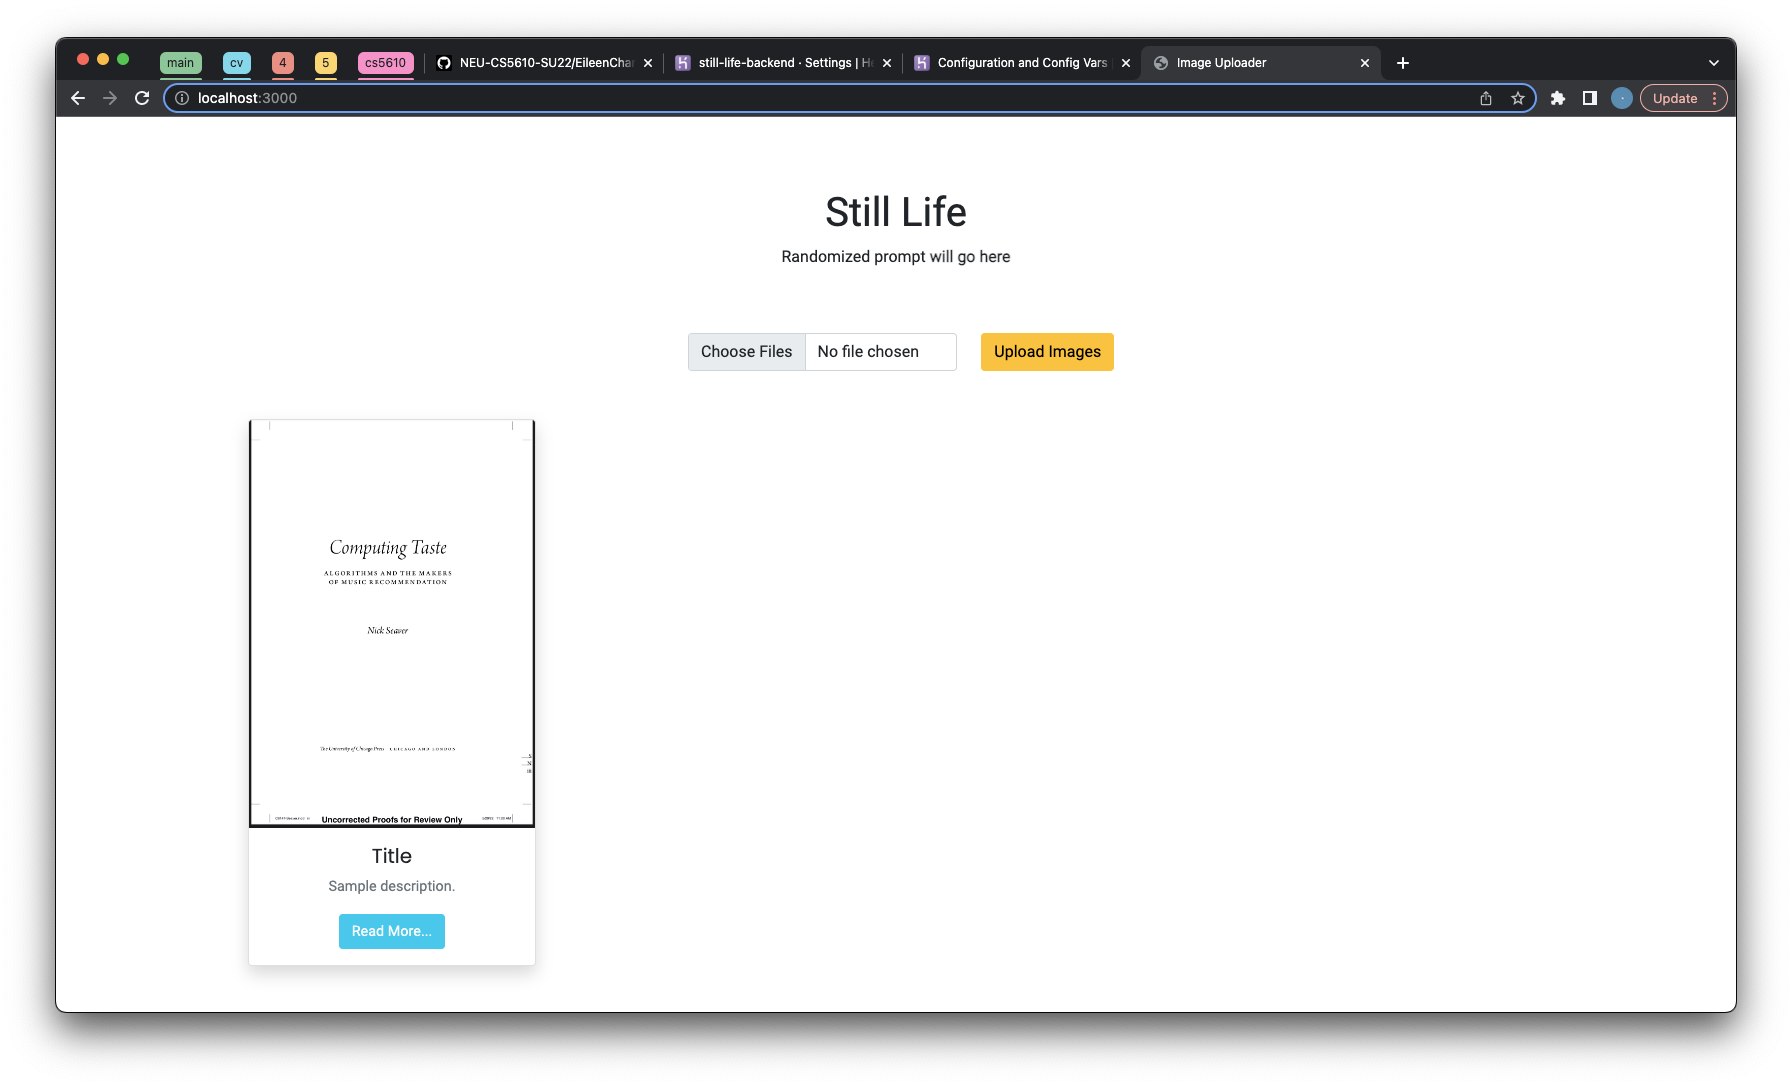 main
cv
4
5
cs5610
NEU-CS5610-SU22/EileenChar
still-life-backend · Settings | He
Configuration and Config Vars
Image Uploader
localhost:3000
Update
Still Life
Randomized prompt will go here
Choose Files
No file chosen
Upload Images
Computing Taste
ALGORITHMS AND THE MAKERS
OF MUSIC RECOMMENDATION
Nick Seaver
The University of Chicago Press CHICAGO AND LONDON
Uncorrected Proofs for Review Only
Title
Sample description.
Read More...